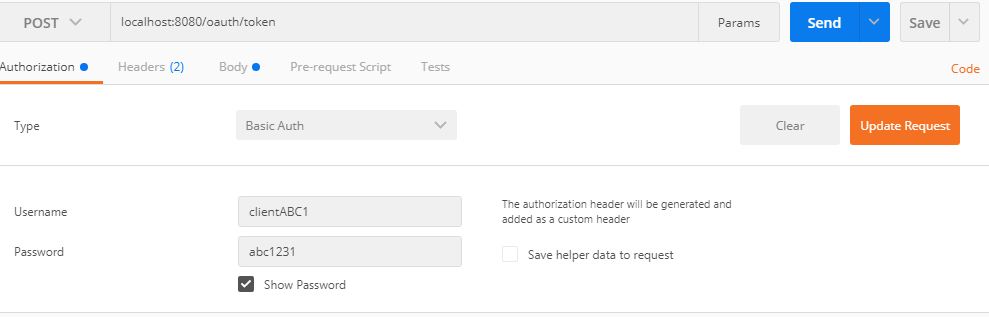 POST localhost:8080/oauth/token Params Send Save
Authorization Headers (2) Body Pre-request Script Tests Code
Type Basic Auth Clear Update Request
Username clientABC1 The authorization header will be generated and
added as a custom header
Password abc1231 Save helper data to request
Show Password